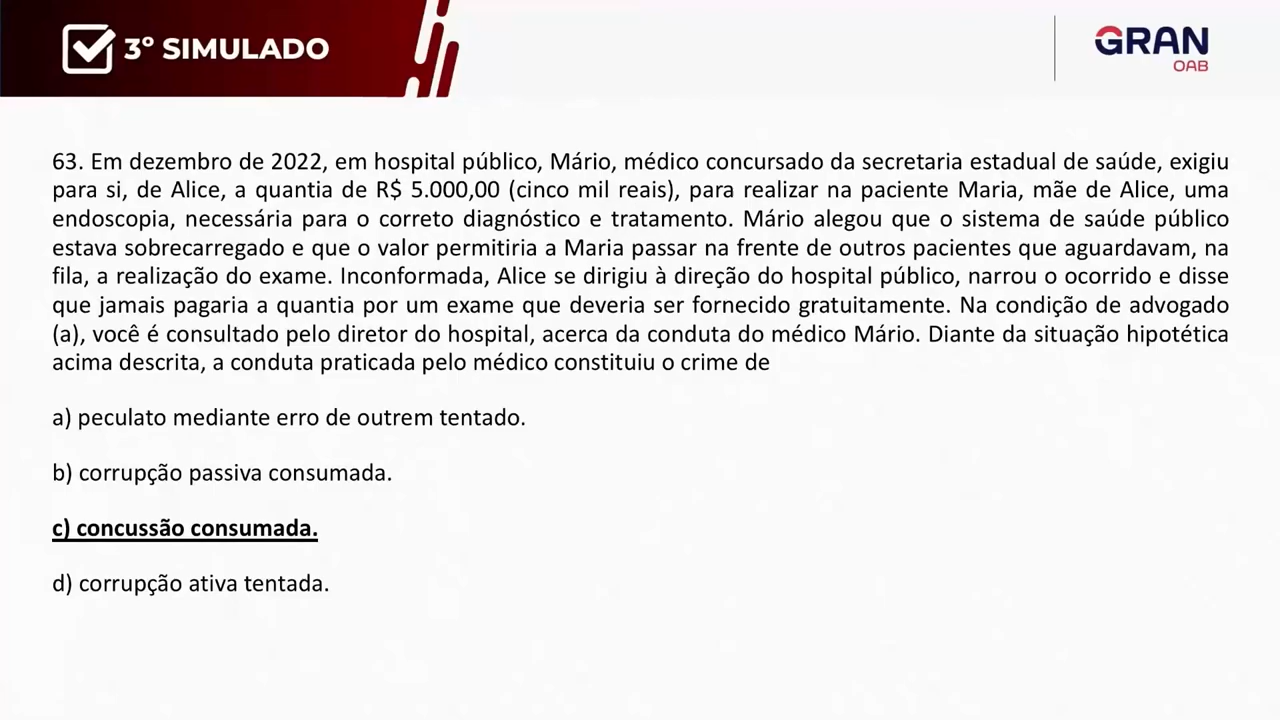 3º SIMULADO
GRAN
OAB
63. Em dezembro de 2022, em hospital público, Mário, médico concursado da secretaria estadual de saúde, exigiu
para si, de Alice, a quantia de R$ 5.000,00 (cinco mil reais), para realizar na paciente Maria, mãe de Alice, uma
endoscopia, necessária para o correto diagnóstico e tratamento. Mário alegou que o sistema de saúde público
estava sobrecarregado e que o valor permitiria a Maria passar na frente de outros pacientes que aguardavam, na
fila, a realização do exame. Inconformada, Alice se dirigiu à direção do hospital público, narrou o ocorrido e disse
que jamais pagaria a quantia por um exame que deveria ser fornecido gratuitamente. Na condição de advogado
(a), você é consultado pelo diretor do hospital, acerca da conduta do médico Mário. Diante da situação hipotética
acima descrita, a conduta praticada pelo médico constituiu o crime de
a) peculato mediante erro de outrem tentado.
b) corrupção passiva consumada.
c) concussão consumada.
d) corrupção ativa tentada.